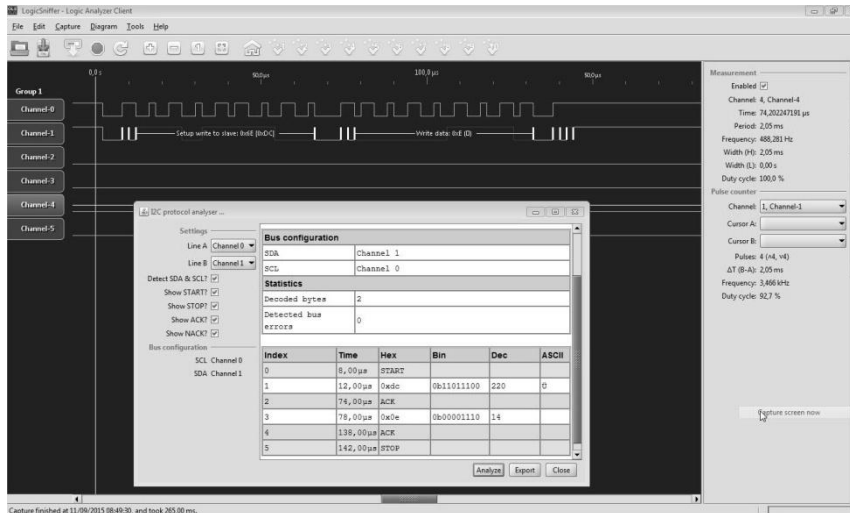 LogicSniffer - Logic Analyzer Client
File Edit Capture Diagram Tools Help
0,0 s
50,0µs
100,0 µs
50,0µs
Group 1
Channel-0
Channel-1
Setup write to slave: 0x6E (0xDC)
Write data: 0xE (0)
Channel-2
Channel-3
Channel-4
Channel-5
Measurement
Enabled
Channel: 4, Channel-4
Time: 74,202247191 µs
Period: 2,05 ms
Frequency: 488,281 Hz
Width (H): 2,05 ms
Width (L): 0,00 s
Duty cycle: 100,0 %
Pulse counter
Channel: 1, Channel-1
Cursor A:
Cursor B:
Pulses: 4 (^4, v4)
ΔT (B-A): 2,05 ms
Frequency: 3,466 kHz
Duty cycle: 92,7 %
Capture screen now
I2C protocol analyser ...
Settings
Line A Channel 0
Line B Channel 1
Detect SDA & SCL?
Show START?
Show STOP?
Show ACK?
Show NACK?
Bus configuration
SCL Channel 0
SDA Channel 1
Bus configuration
SDA Channel 1
SCL Channel 0
Statistics
Decoded bytes 2
Detected bus
errors 0
Index Time Hex Bin Dec ASCII
0 8,00µs START
1 12,00µs 0xdc 0b11011100 220
2 74,00µs ACK
3 78,00µs 0x0e 0b00001110 14
4 138,00µs ACK
5 142,00µs STOP
Analyze Export Close
Capture finished at 11/09/2015 08:49:30, and took 265.00 ms.